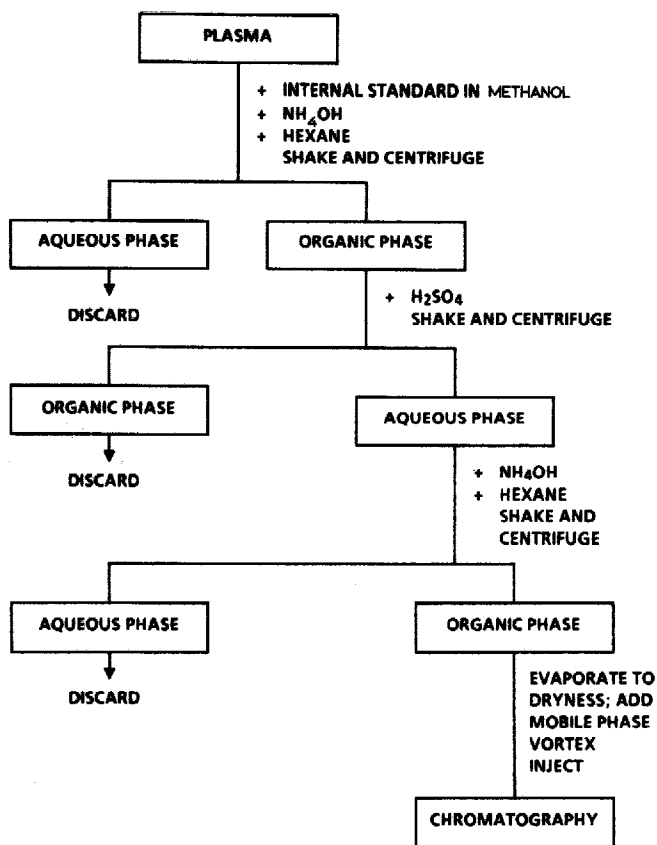 PLASMA
+ INTERNAL STANDARD IN METHANOL
+ NH4OH
+ HEXANE
SHAKE AND CENTRIFUGE
AQUEOUS PHASE
ORGANIC PHASE
DISCARD
+ H2SO4
SHAKE AND CENTRIFUGE
ORGANIC PHASE
AQUEOUS PHASE
DISCARD
+ NH4OH
+ HEXANE
SHAKE AND
CENTRIFUGE
AQUEOUS PHASE
ORGANIC PHASE
DISCARD
EVAPORATE TO
DRYNESS; ADD
MOBILE PHASE
VORTEX
INJECT
CHROMATOGRAPHY